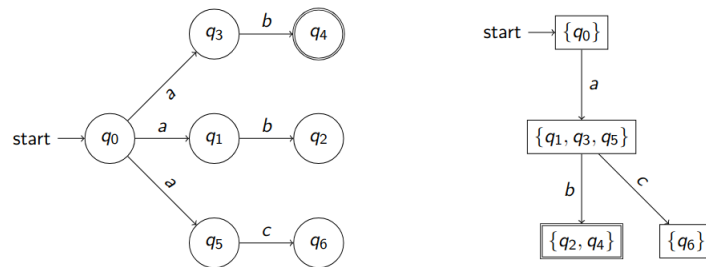 q3 b q4
start q0 a a b q1 q2
a
q5 c q6
start {q0}
a
{q1, q3, q5}
b c
{q2, q4} {q6}